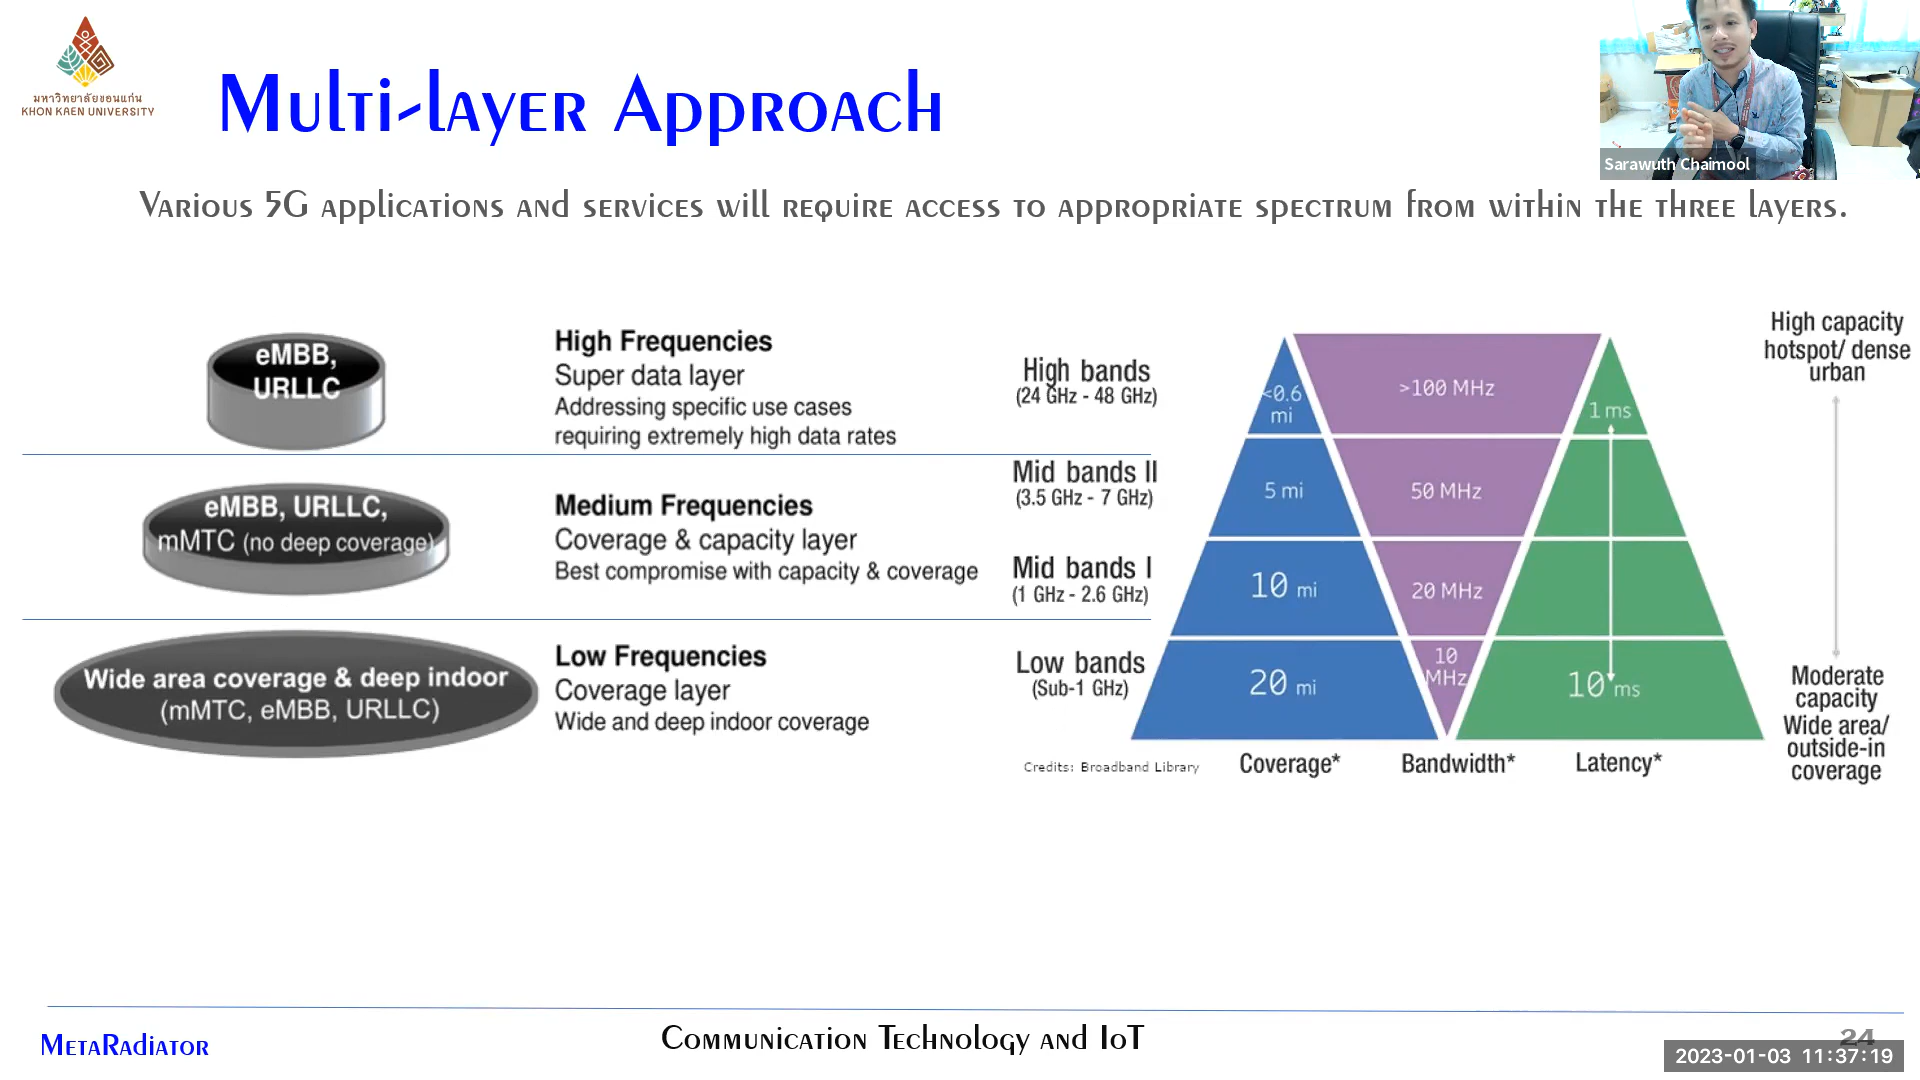 มหาวิทยาลัยขอนแก่น
KHON KAEN UNIVERSITY
Multi-layer Approach
Sarawuth Chaimool
Various 5G applications and services will require access to appropriate spectrum from within the three layers.
eMBB,
URLLC
High Frequencies
Super data layer
Addressing specific use cases
requiring extremely high data rates
eMBB, URLLC,
mMTC (no deep coverage)
Medium Frequencies
Coverage & capacity layer
Best compromise with capacity & coverage
Wide area coverage & deep indoor
(mMTC, eMBB, URLLC)
Low Frequencies
Coverage layer
Wide and deep indoor coverage
High bands
(24 GHz - 48 GHz)
Mid bands II
(3.5 GHz - 7 GHz)
Mid bands I
(1 GHz - 2.6 GHz)
Low bands
(Sub-1 GHz)
<0.6
mi
>100 MHz
1 ms
5 mi
50 MHz
10 mi
20 MHz
20 mi
10
MHz
10 ms
Credits: Broadband Library
Coverage*
Bandwidth*
Latency*
High capacity
hotspot/ dense
urban
Moderate
capacity
Wide area/
outside-in
coverage
MetaRadiator
Communication Technology and IoT
24
2023-01-03 11:37:19